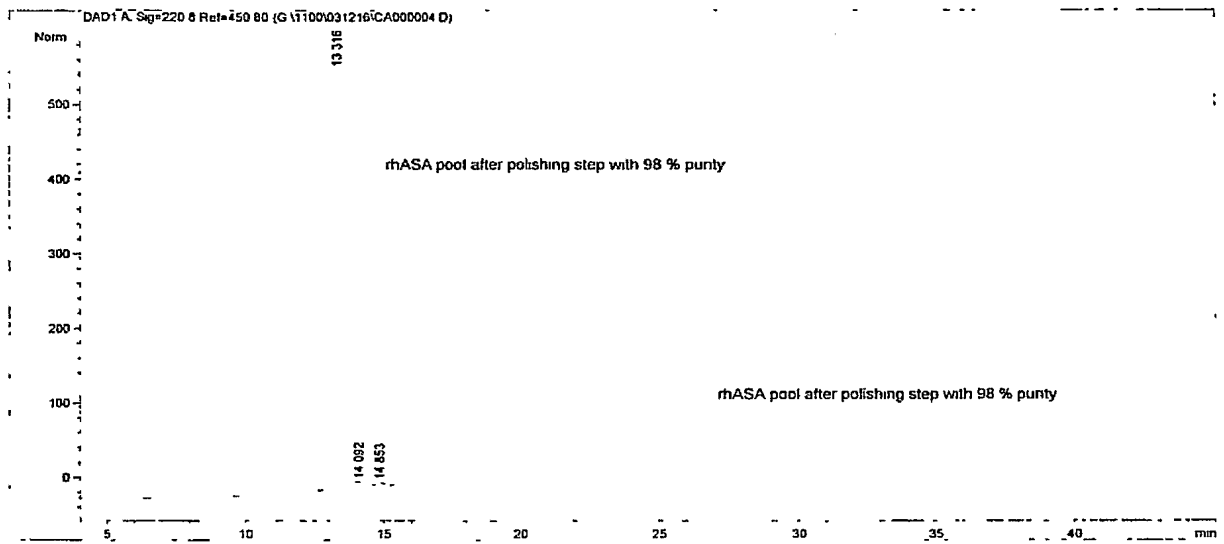 DAD1 A, Sig=220 8 Ref=450 80 (G \1100\031216\CA000004 D)
Norm
13 316
500
rhASA pool after polishing step with 98 % purity
400
300
200
rhASA pool after polishing step with 98 % purity
100
14 092
14 853
0
5 10 15 20 25 30 35 40 min